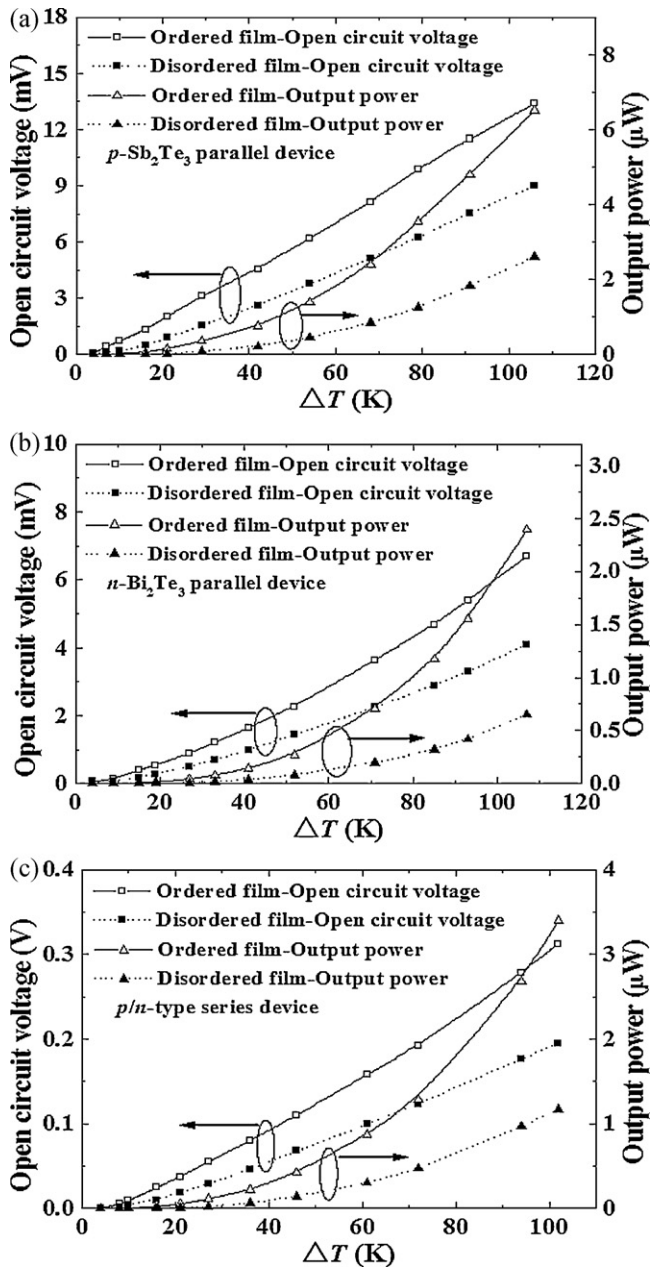 (a)
18
15
12
9
6
3
0
Open circuit voltage (mV)
Ordered film-Open circuit voltage
Disordered film-Open circuit voltage
Ordered film-Output power
Disordered film-Output power
p-Sb₂Te₃ parallel device
8
6
4
2
0
Output power (μW)
0 20 40 60 80 100 120
△T (K)
(b)
10
8
6
4
2
0
Open circuit voltage (mV)
Ordered film-Open circuit voltage
Disordered film-Open circuit voltage
Ordered film-Output power
Disordered film-Output power
n-Bi₂Te₃ parallel device
3.0
2.5
2.0
1.5
1.0
0.5
0.0
Output power (μW)
0 20 40 60 80 100 120
△T (K)
(c)
0.4
0.3
0.2
0.1
0.0
Open circuit voltage (V)
Ordered film-Open circuit voltage
Disordered film-Open circuit voltage
Ordered film-Output power
Disordered film-Output power
p/n-type series device
4
3
2
1
0
Output power (μW)
0 20 40 60 80 100
△T (K)